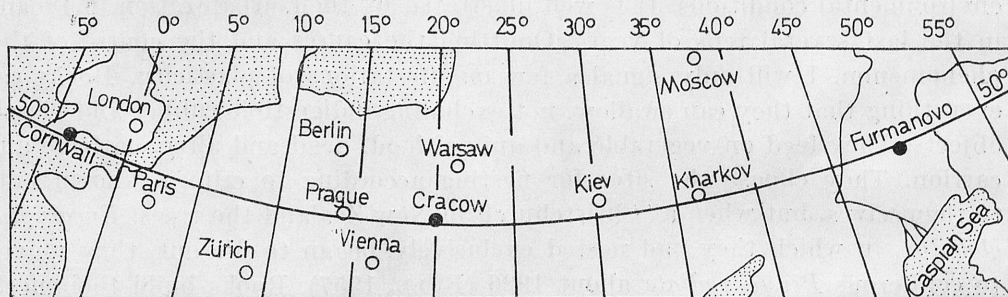 5° 0° 5° 10° 15° 20° 25° 30° 35° 40° 45° 50° 55°
Moscow
50°
50°
London
Furmanovo
Berlin
Cornwall
Warsaw
Paris
Kiev
Kharkov
Prague
Cracow
Zürich
Vienna
Caspian Sea